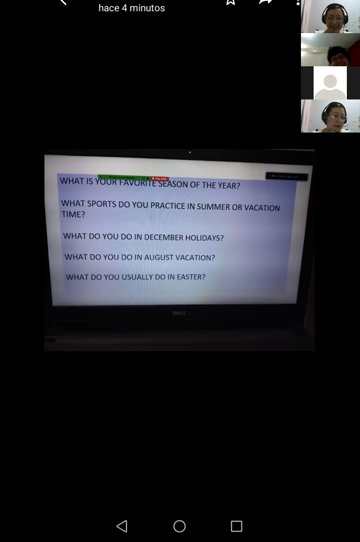 hace 4 minutos
WHAT IS YOUR FAVORITE SEASON OF THE YEAR?
WHAT SPORTS DO YOU PRACTICE IN SUMMER OR VACATION
TIME?
WHAT DO YOU DO IN DECEMBER HOLIDAYS?
WHAT DO YOU DO IN AUGUST VACATION?
WHAT DO YOU USUALLY DO IN EASTER?
DELL